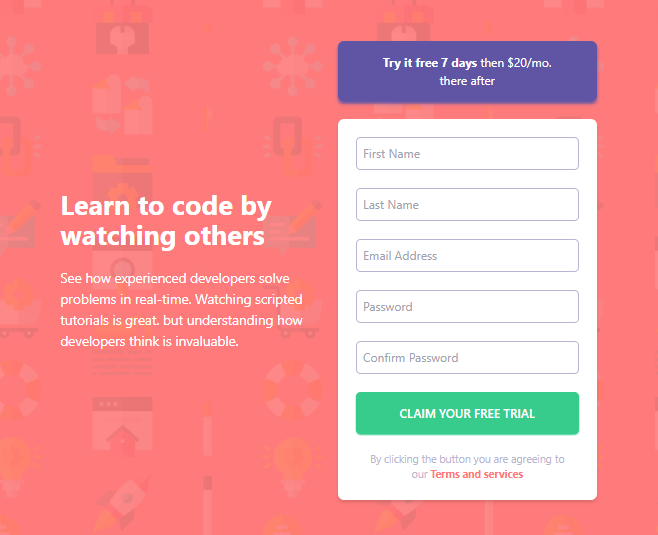 Learn to code by
watching others
See how experienced developers solve
problems in real-time. Watching scripted
tutorials is great. but understanding how
developers think is invaluable.
Try it free 7 days then $20/mo.
there after
First Name
Last Name
Email Address
Password
Confirm Password
CLAIM YOUR FREE TRIAL
By clicking the button you are agreeing to
our Terms and services